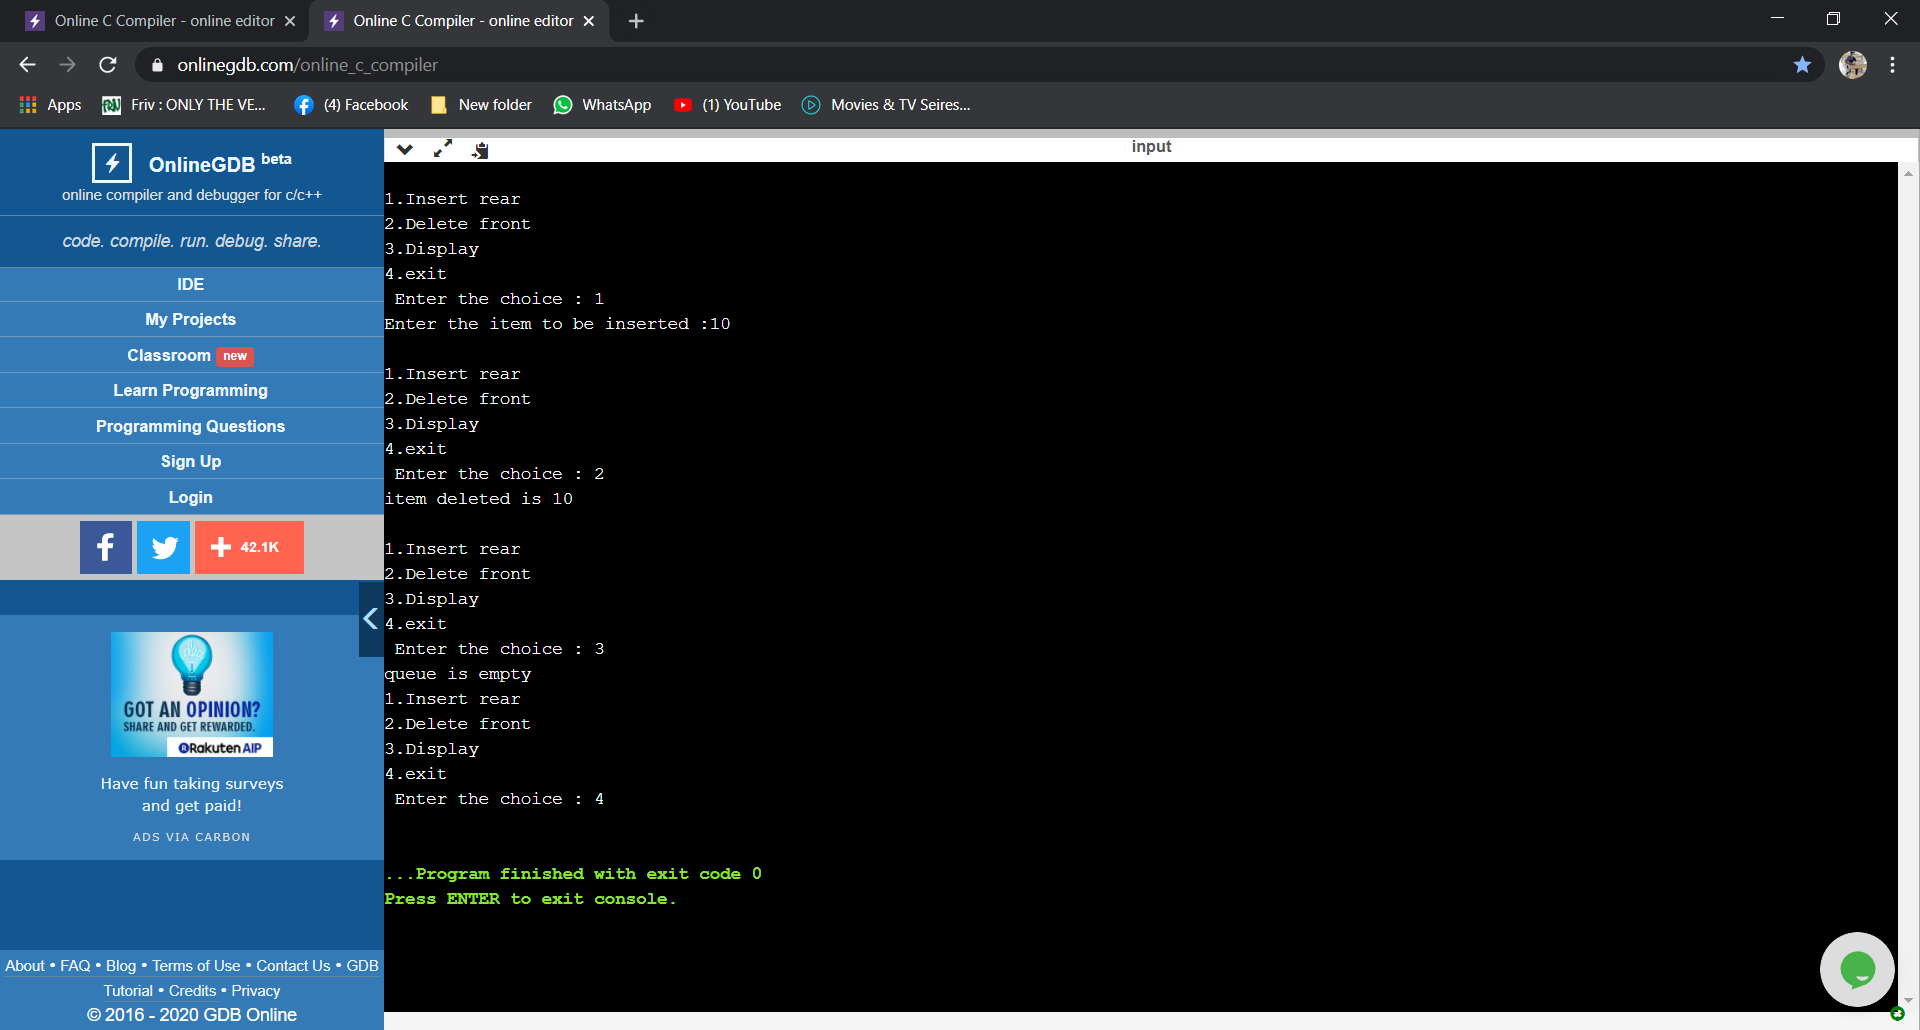 Online C Compiler - online editor
Online C Compiler - online editor
onlinegdb.com/online_c_compiler
Apps
Friv : ONLY THE VE...
(4) Facebook
New folder
WhatsApp
(1) YouTube
Movies & TV Seires...
OnlineGDB beta
online compiler and debugger for c/c++
code. compile. run. debug. share.
IDE
My Projects
Classroom new
Learn Programming
Programming Questions
Sign Up
Login
42.1K
GOT AN OPINION?
SHARE AND GET REWARDED.
Rakuten AIP
Have fun taking surveys
and get paid!
ADS VIA CARBON
About • FAQ • Blog • Terms of Use • Contact Us • GDB
Tutorial • Credits • Privacy
© 2016 - 2020 GDB Online
input
1.Insert rear
2.Delete front
3.Display
4.exit
Enter the choice : 1
Enter the item to be inserted :10
1.Insert rear
2.Delete front
3.Display
4.exit
Enter the choice : 2
item deleted is 10
1.Insert rear
2.Delete front
3.Display
4.exit
Enter the choice : 3
queue is empty
1.Insert rear
2.Delete front
3.Display
4.exit
Enter the choice : 4
...Program finished with exit code 0
Press ENTER to exit console.